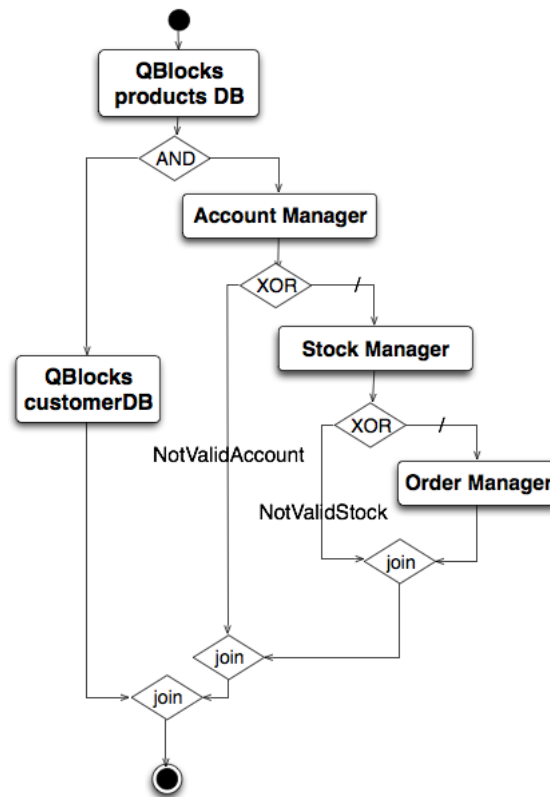 QBlocks
products DB
AND
Account Manager
XOR
/
Stock Manager
QBlocks
customerDB
XOR
/
NotValidAccount
Order Manager
NotValidStock
join
join
join